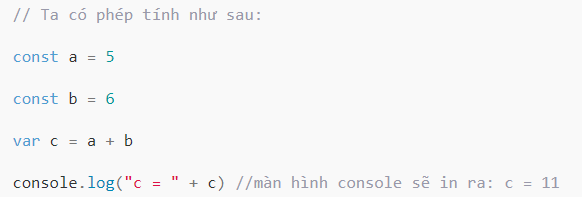 // Ta có phép tính như sau:
const a = 5
const b = 6
var c = a + b
console.log("c = " + c) //màn hình console sẽ in ra: c = 11